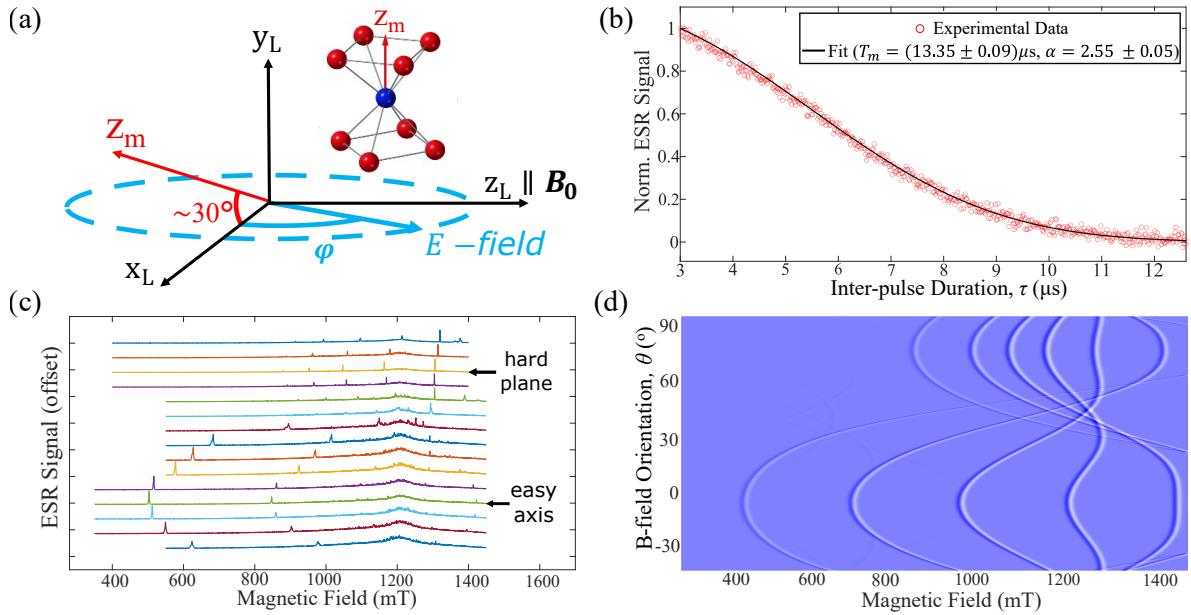 (a)
y_L
z_m
z_m
z_L ∥ B_0
~30°
E -field
φ
x_L
(b)
Experimental Data
Fit (T_m = (13.35 ± 0.09)μs, α = 2.55 ± 0.05)
Norm. ESR Signal
1
0.8
0.6
0.4
0.2
0
3 4 5 6 7 8 9 10 11 12
Inter-pulse Duration, τ (μs)
(c)
ESR Signal (offset)
hard
plane
easy
axis
400 600 800 1000 1200 1400 1600
Magnetic Field (mT)
(d)
B-field Orientation, θ (°)
90
60
30
0
-30
400 600 800 1000 1200 1400
Magnetic Field (mT)